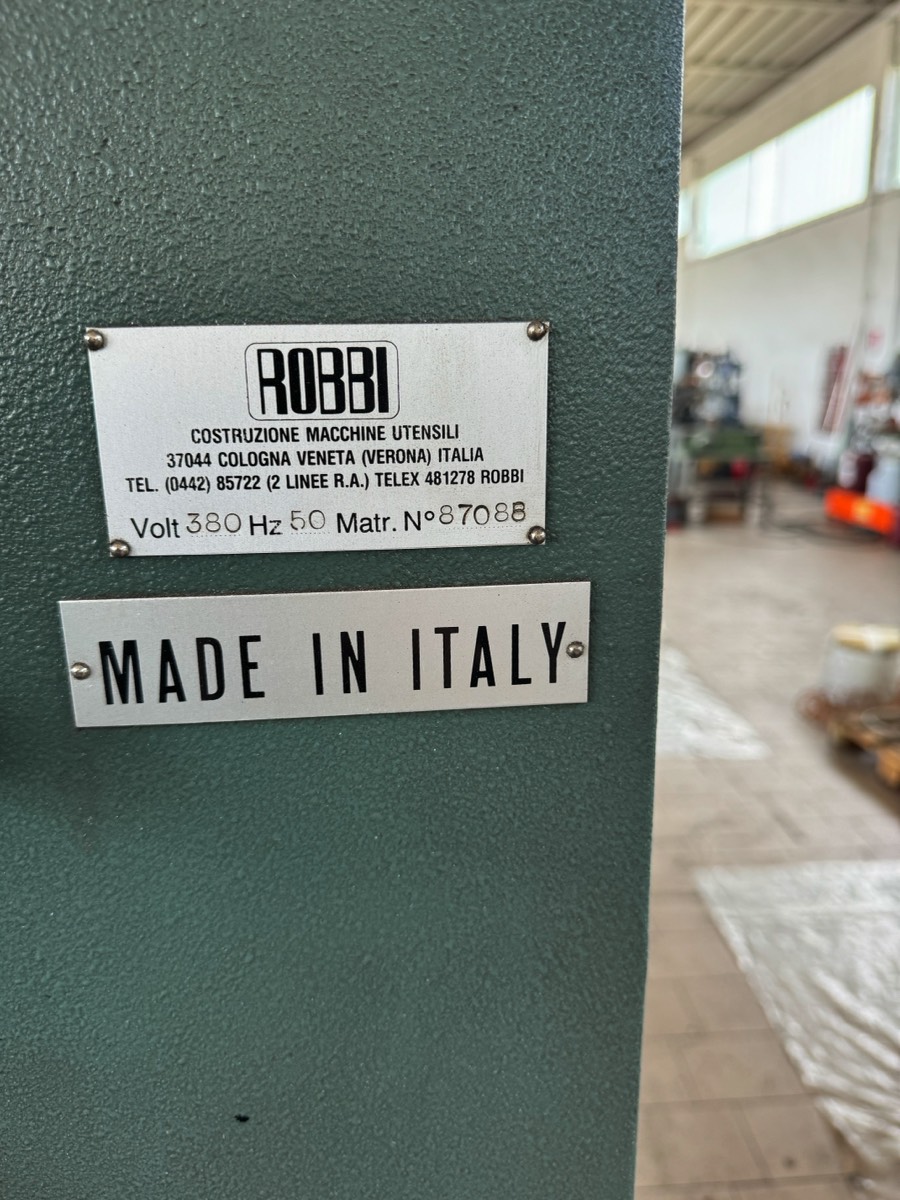 ROBBI
COSTRUZIONE MACCHINE UTENSILI
37044 COLOGNA VENETA (VERONA) ITALIA
TEL. (0442) 85722 (2 LINEE R.A.) TELEX 481278 ROBBI
Volt 380 Hz 50 Matr. N° 87088
MADE IN ITALY